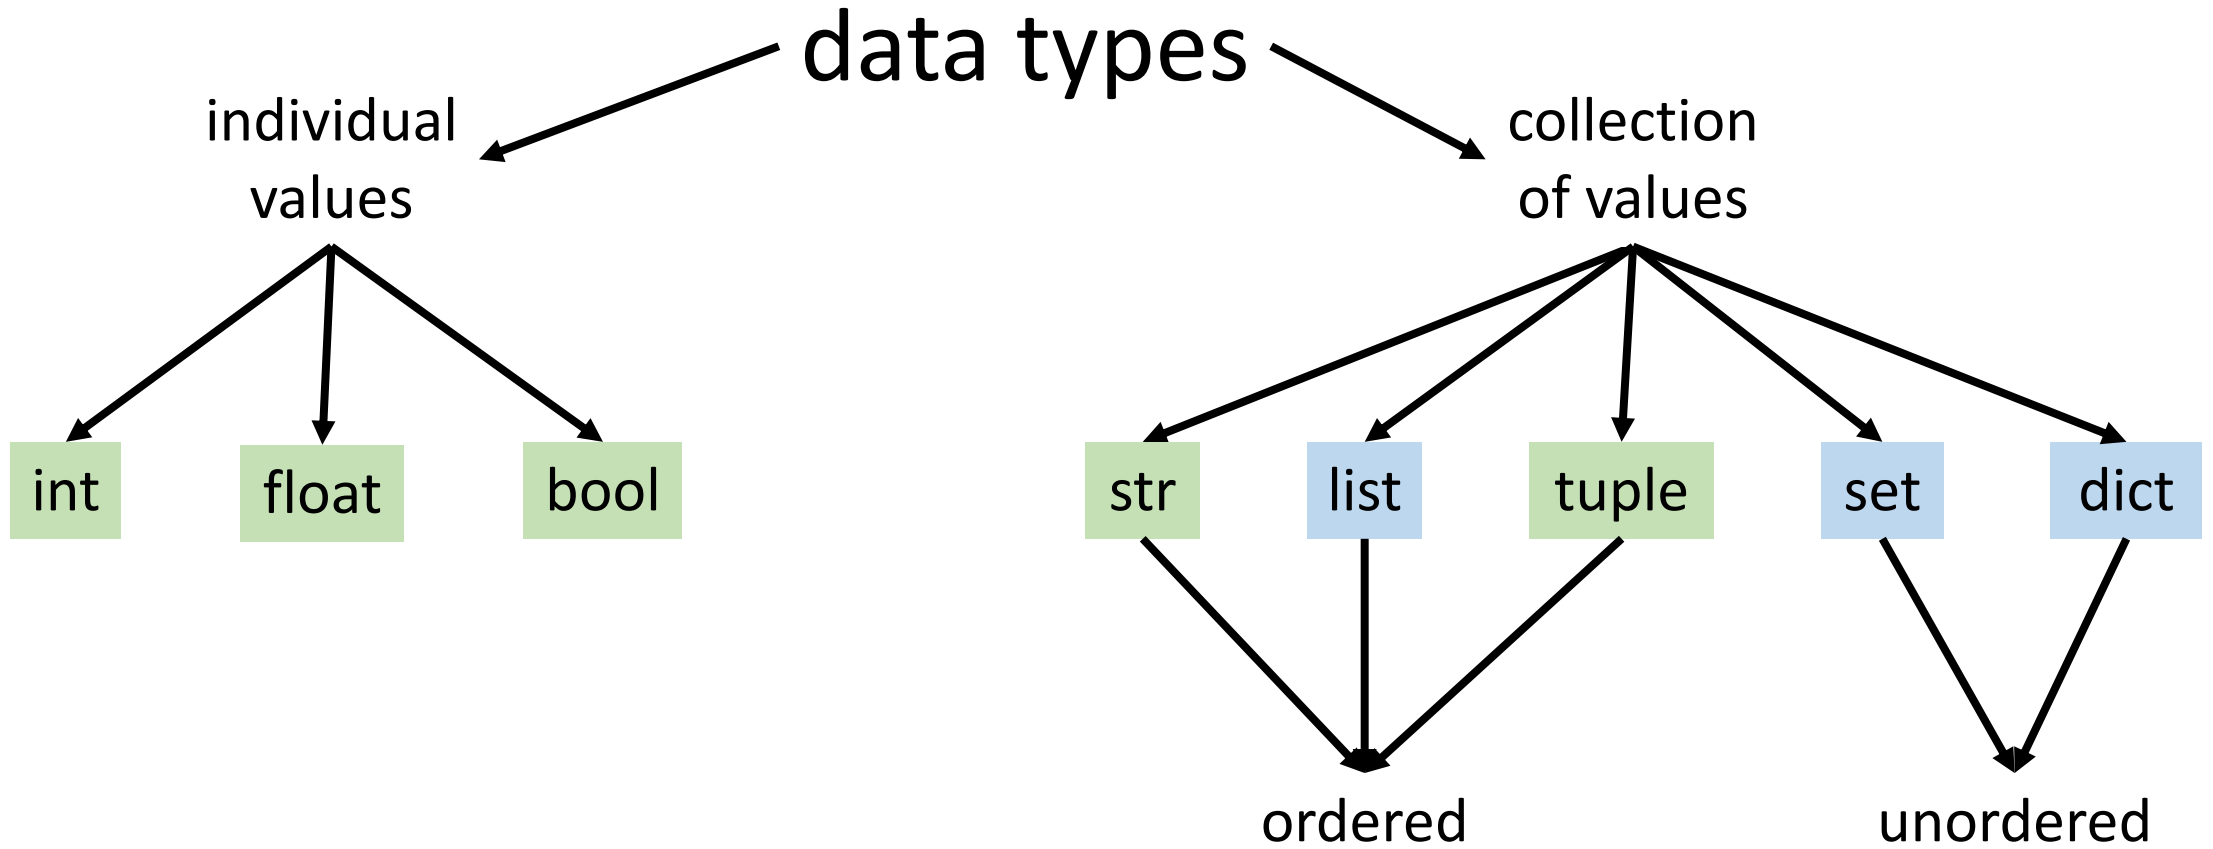 data types
individual
values
collection
of values
int
float
bool
str
list
tuple
set
dict
ordered
unordered